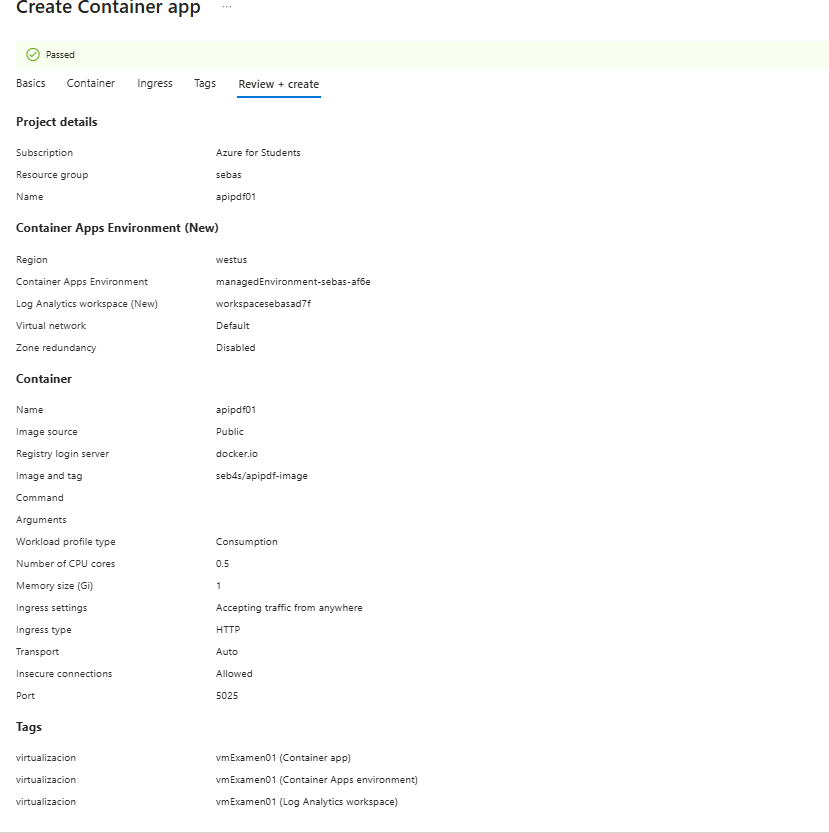 Create Container app ...
Passed
Basics Container Ingress Tags Review + create
Project details
Subscription Azure for Students
Resource group sebas
Name apipdf01
Container Apps Environment (New)
Region westus
Container Apps Environment managedEnvironment-sebas-af6e
Log Analytics workspace (New) workspacesebasad7f
Virtual network Default
Zone redundancy Disabled
Container
Name apipdf01
Image source Public
Registry login server docker.io
Image and tag seb4s/apipdf-image
Command
Arguments
Workload profile type Consumption
Number of CPU cores 0.5
Memory size (Gi) 1
Ingress settings Accepting traffic from anywhere
Ingress type HTTP
Transport Auto
Insecure connections Allowed
Port 5025
Tags
virtualizacion vmExamen01 (Container app)
virtualizacion vmExamen01 (Container Apps environment)
virtualizacion vmExamen01 (Log Analytics workspace)